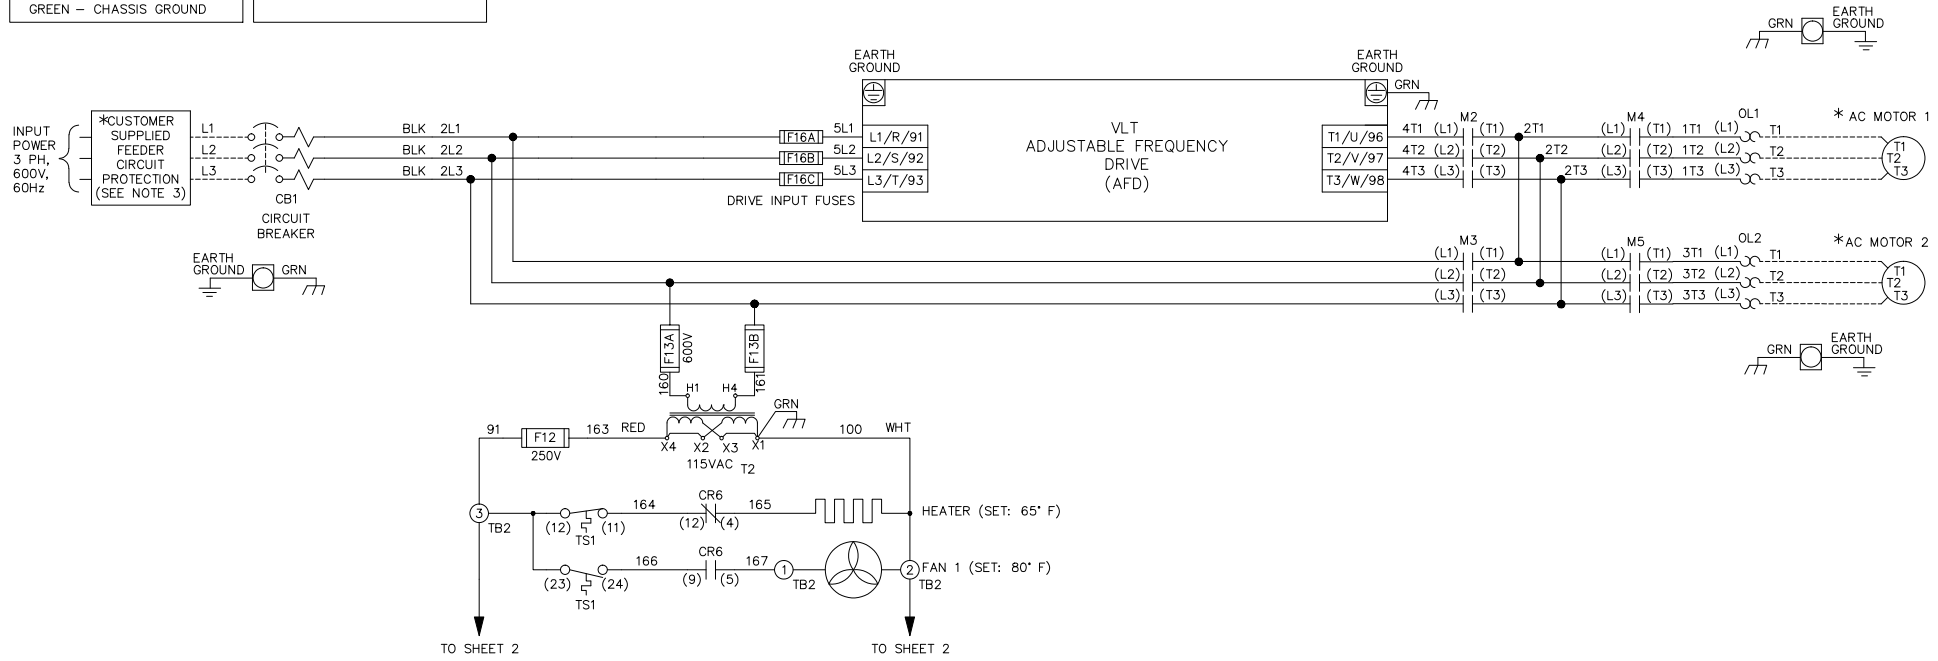 GREEN – CHASSIS GROUND
GRN
EARTH
GROUND
EARTH
GROUND
EARTH
GROUND
GRN
INPUT
POWER
3 PH,
600V,
60Hz
*CUSTOMER
SUPPLIED
FEEDER
CIRCUIT
PROTECTION
(SEE NOTE 3)
L1
L2
L3
CB1
CIRCUIT
BREAKER
BLK 2L1
BLK 2L2
BLK 2L3
F16A 5L1 L1/R/91
F16B 5L2 L2/S/92
F16C 5L3 L3/T/93
DRIVE INPUT FUSES
VLT
ADJUSTABLE FREQUENCY
DRIVE
(AFD)
T1/U/96 4T1 (L1) M2 (T1) 2T1 (L1) M4 (T1) 1T1 (L1) OL1 T1
T2/V/97 4T2 (L2) (T2) 2T2 (L2) (T2) 1T2 (L2) T2
T3/W/98 4T3 (L3) (T3) 2T3 (L3) (T3) 1T3 (L3) T3
* AC MOTOR 1
T1
T2
T3
EARTH
GROUND
GRN
(L1) M3 (T1) (L1) M5 (T1) 3T1 (L1) OL2 T1
(L2) (T2) (L2) (T2) 3T2 (L2) T2
(L3) (T3) (L3) (T3) 3T3 (L3) T3
*AC MOTOR 2
T1
T2
T3
GRN
EARTH
GROUND
F13A
600V
F13B
160
161
H1 H4
GRN
91 F12 163 RED
250V
X4 X2 X3 X1
100 WHT
115VAC T2
3
TB2
(12) (11)
TS1
164
CR6
(12) (4)
165
HEATER (SET: 65° F)
(23) (24)
TS1
166
CR6
(9) (5)
167
1
TB2
2
TB2
FAN 1 (SET: 80° F)
TO SHEET 2
TO SHEET 2